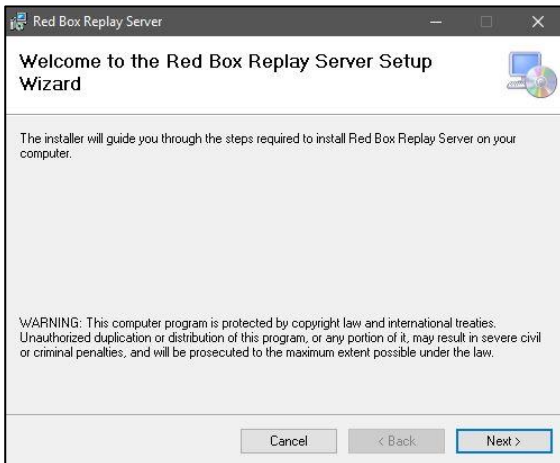 Red Box Replay Server
Welcome to the Red Box Replay Server Setup
Wizard
The installer will guide you through the steps required to install Red Box Replay Server on your
computer.
WARNING: This computer program is protected by copyright law and international treaties.
Unauthorized duplication or distribution of this program, or any portion of it, may result in severe civil
or criminal penalties, and will be prosecuted to the maximum extent possible under the law.
Cancel
< Back
Next >